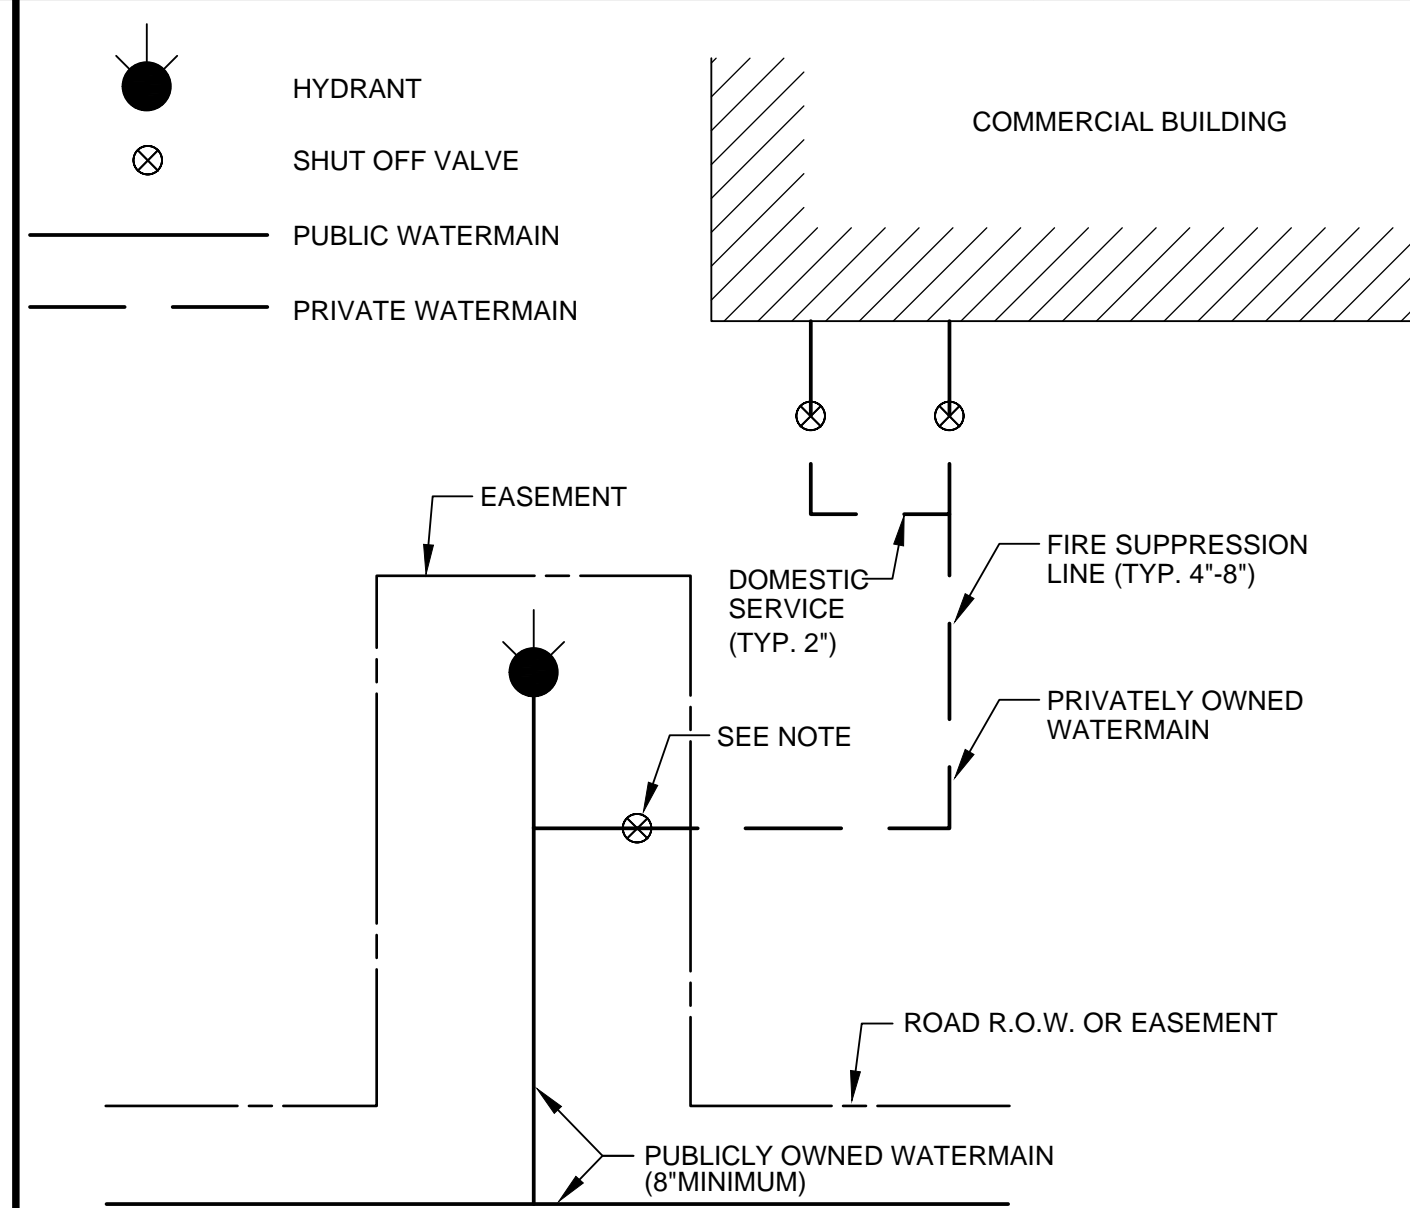 HYDRANT
SHUT OFF VALVE
PUBLIC WATERMAIN
PRIVATE WATERMAIN
COMMERCIAL BUILDING
EASEMENT
FIRE SUPPRESSION
LINE (TYP. 4"-8")
DOMESTIC
SERVICE
(TYP. 2")
PRIVATELY OWNED
WATERMAIN
SEE NOTE
ROAD R.O.W. OR EASEMENT
PUBLICLY OWNED WATERMAIN
(8"MINIMUM)